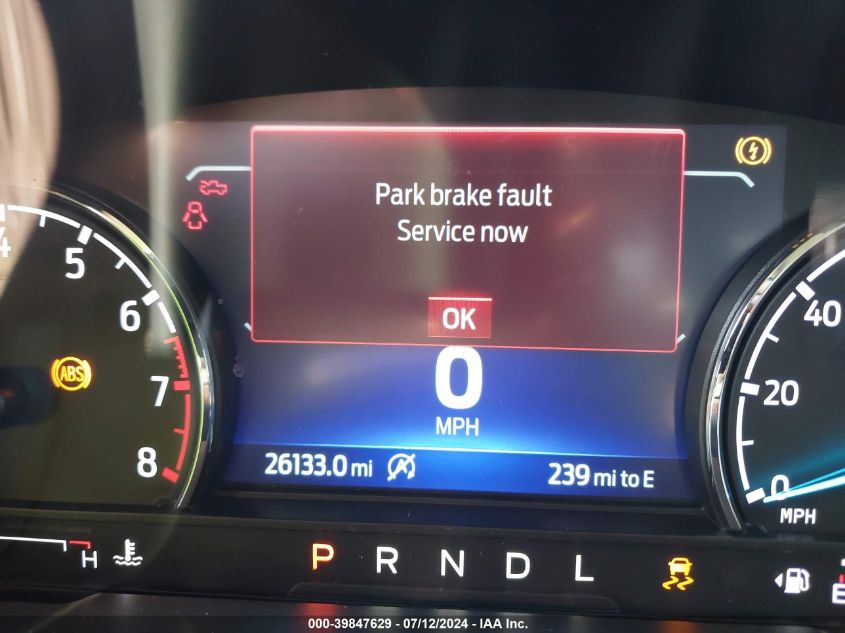 Park brake fault
Service now
OK
4
5
6
7
8
ABS
0
MPH
26133.0 mi
A
239 mi to E
40
20
0
MPH
H
P R N D L
E
000-39847629 - 07/12/2024 - IAA Inc.